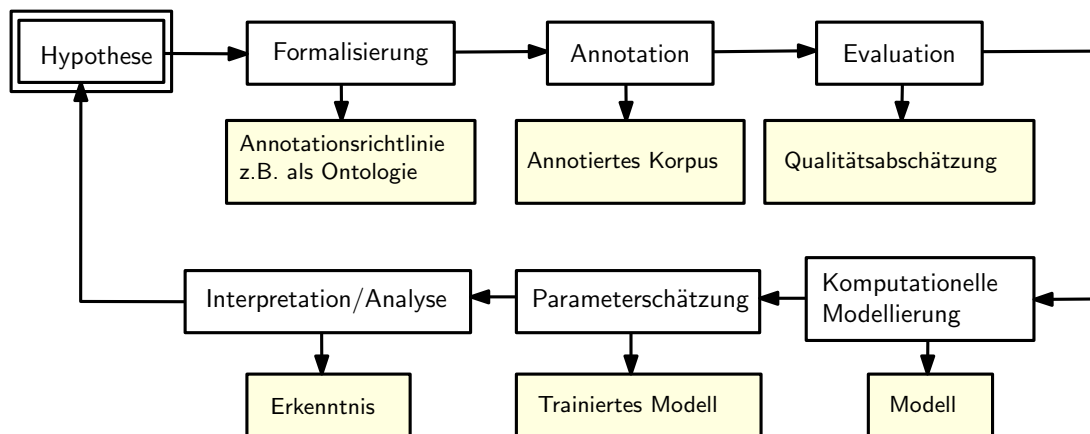 Hypothese
Formalisierung
Annotation
Evaluation
Annotationsrichtlinie
z.B. als Ontologie
Annotiertes Korpus
Qualitätsabschätzung
Interpretation/Analyse
Parameterschätzung
Komputationelle
Modellierung
Erkenntnis
Trainiertes Modell
Modell